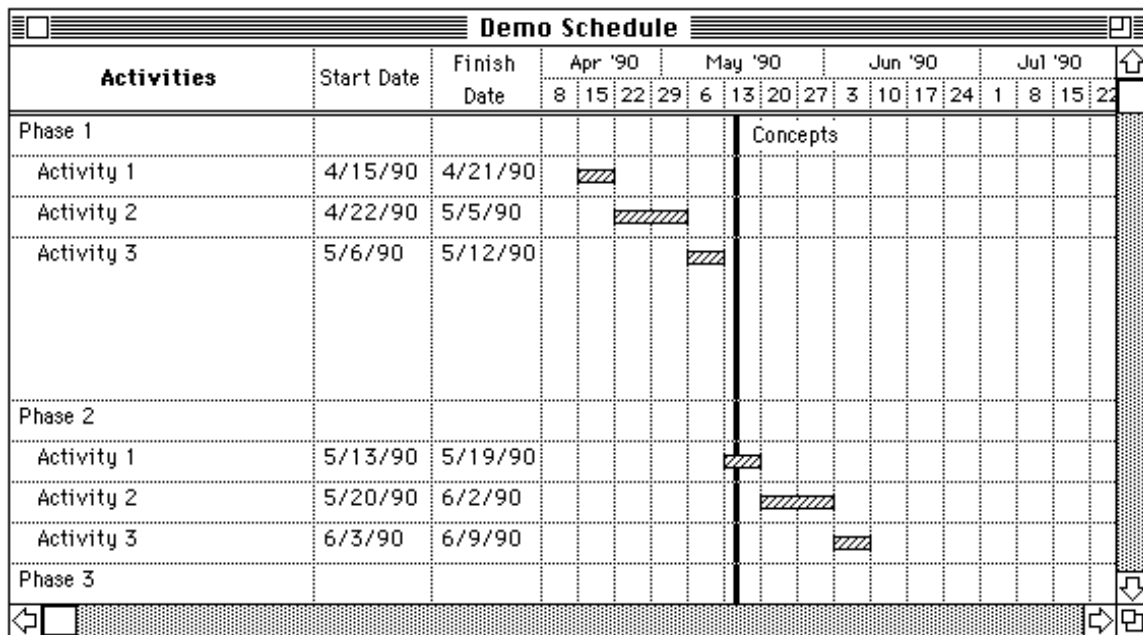 Demo Schedule
Activities Start Date Finish Date Apr '90 May '90 Jun '90 Jul '90
8 15 22 29 6 13 20 27 3 10 17 24 1 8 15 22
Phase 1 Concepts
Activity 1 4/15/90 4/21/90
Activity 2 4/22/90 5/5/90
Activity 3 5/6/90 5/12/90
Phase 2
Activity 1 5/13/90 5/19/90
Activity 2 5/20/90 6/2/90
Activity 3 6/3/90 6/9/90
Phase 3